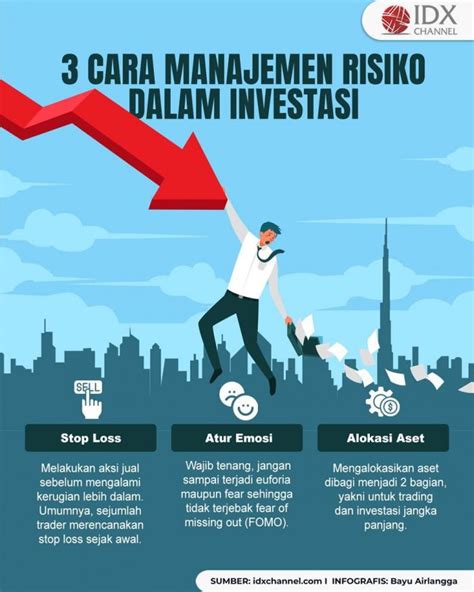 IDX
CHANNEL
3 CARA MANAJEMEN RISIKO
DALAM INVESTASI
SELL
Stop Loss
Melakukan aksi jual
sebelum mengalami
kerugian lebih dalam.
Umumnya, sejumlah
trader merencanakan
stop loss sejak awal.
Atur Emosi
Wajib tenang, jangan
sampai terjadi euforia
maupun fear sehingga
tidak terjebak fear of
missing out (FOMO).
Alokasi Aset
Mengalokasikan aset
dibagi menjadi 2 bagian,
yakni untuk trading
dan investasi jangka
panjang.
SUMBER: idxchannel.com I INFOGRAFIS: Bayu Airlangga